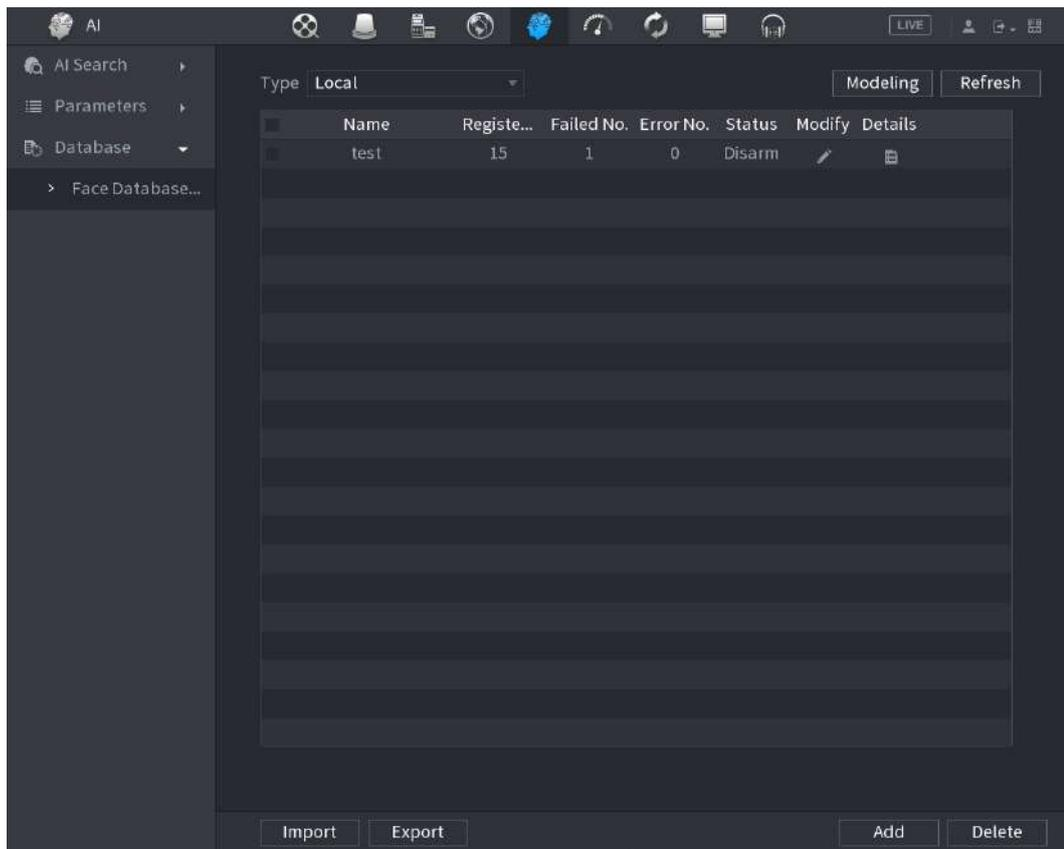 AI
LIVE
AI Search
Parameters
Database
Face Database...
Type Local
Modeling Refresh
Name Registe... Failed No. Error No. Status Modify Details
test 15 1 0 Disarm
Import Export Add Delete